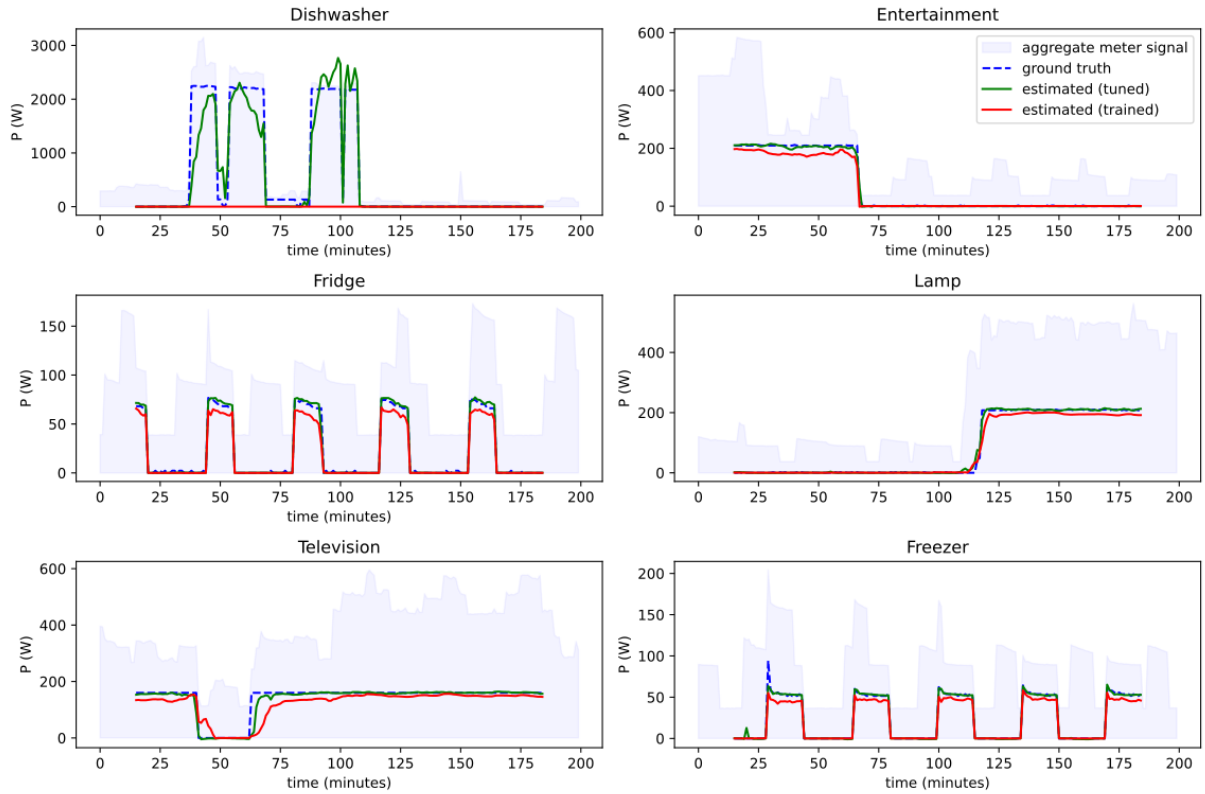 Dishwasher
3000
2000
1000
0
P (W)
0 25 50 75 100 125 150 175 200
time (minutes)
Entertainment
600
400
200
0
P (W)
aggregate meter signal
ground truth
estimated (tuned)
estimated (trained)
0 25 50 75 100 125 150 175 200
time (minutes)
Fridge
150
100
50
0
P (W)
0 25 50 75 100 125 150 175 200
time (minutes)
Lamp
400
200
0
P (W)
0 25 50 75 100 125 150 175 200
time (minutes)
Television
600
400
200
0
P (W)
0 25 50 75 100 125 150 175 200
time (minutes)
Freezer
200
150
100
50
0
P (W)
0 25 50 75 100 125 150 175 200
time (minutes)